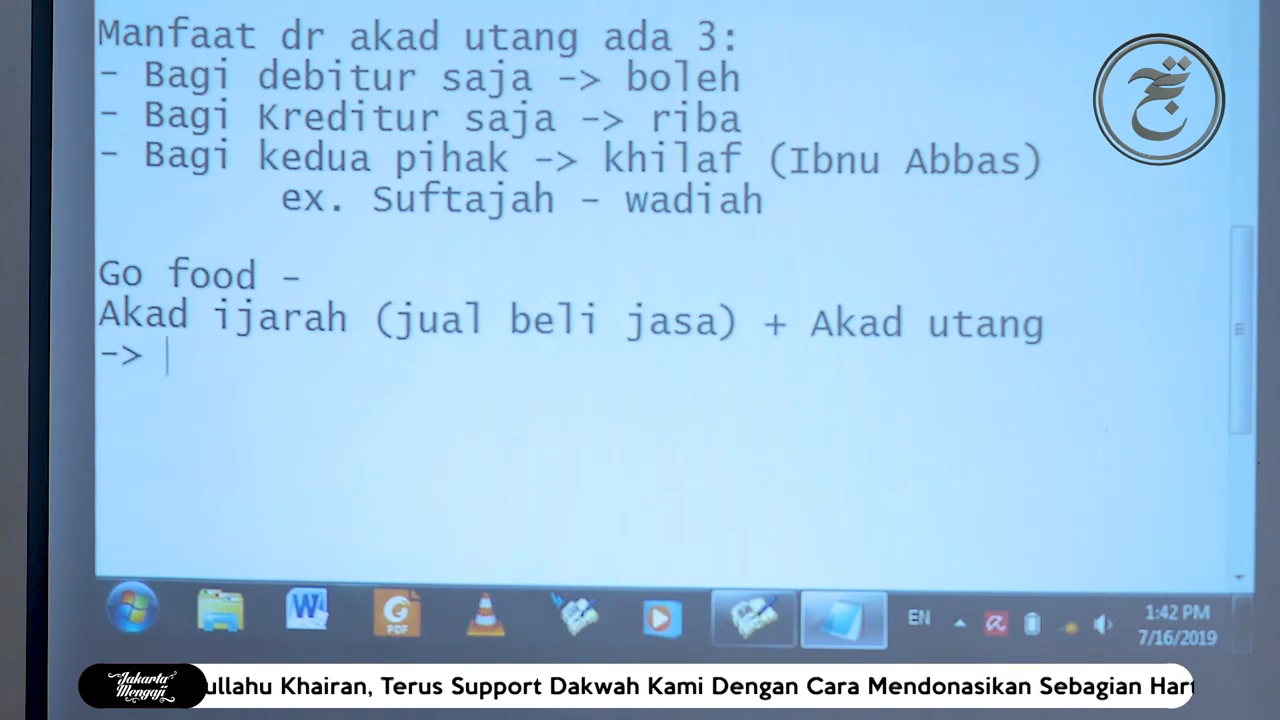 Manfaat dr akad utang ada 3:
- Bagi debitur saja -> boleh
- Bagi Kreditur saja -> riba
- Bagi kedua pihak -> khilaf (Ibnu Abbas)
ex. Suftajah - wadiah
Go food -
Akad ijarah (jual beli jasa) + Akad utang
->
W
G
PDF
EN
1:42 PM
7/16/2019
Jakarta
Mengaji
ullahu Khairan, Terus Support Dakwah Kami Dengan Cara Mendonasikan Sebagian Hart